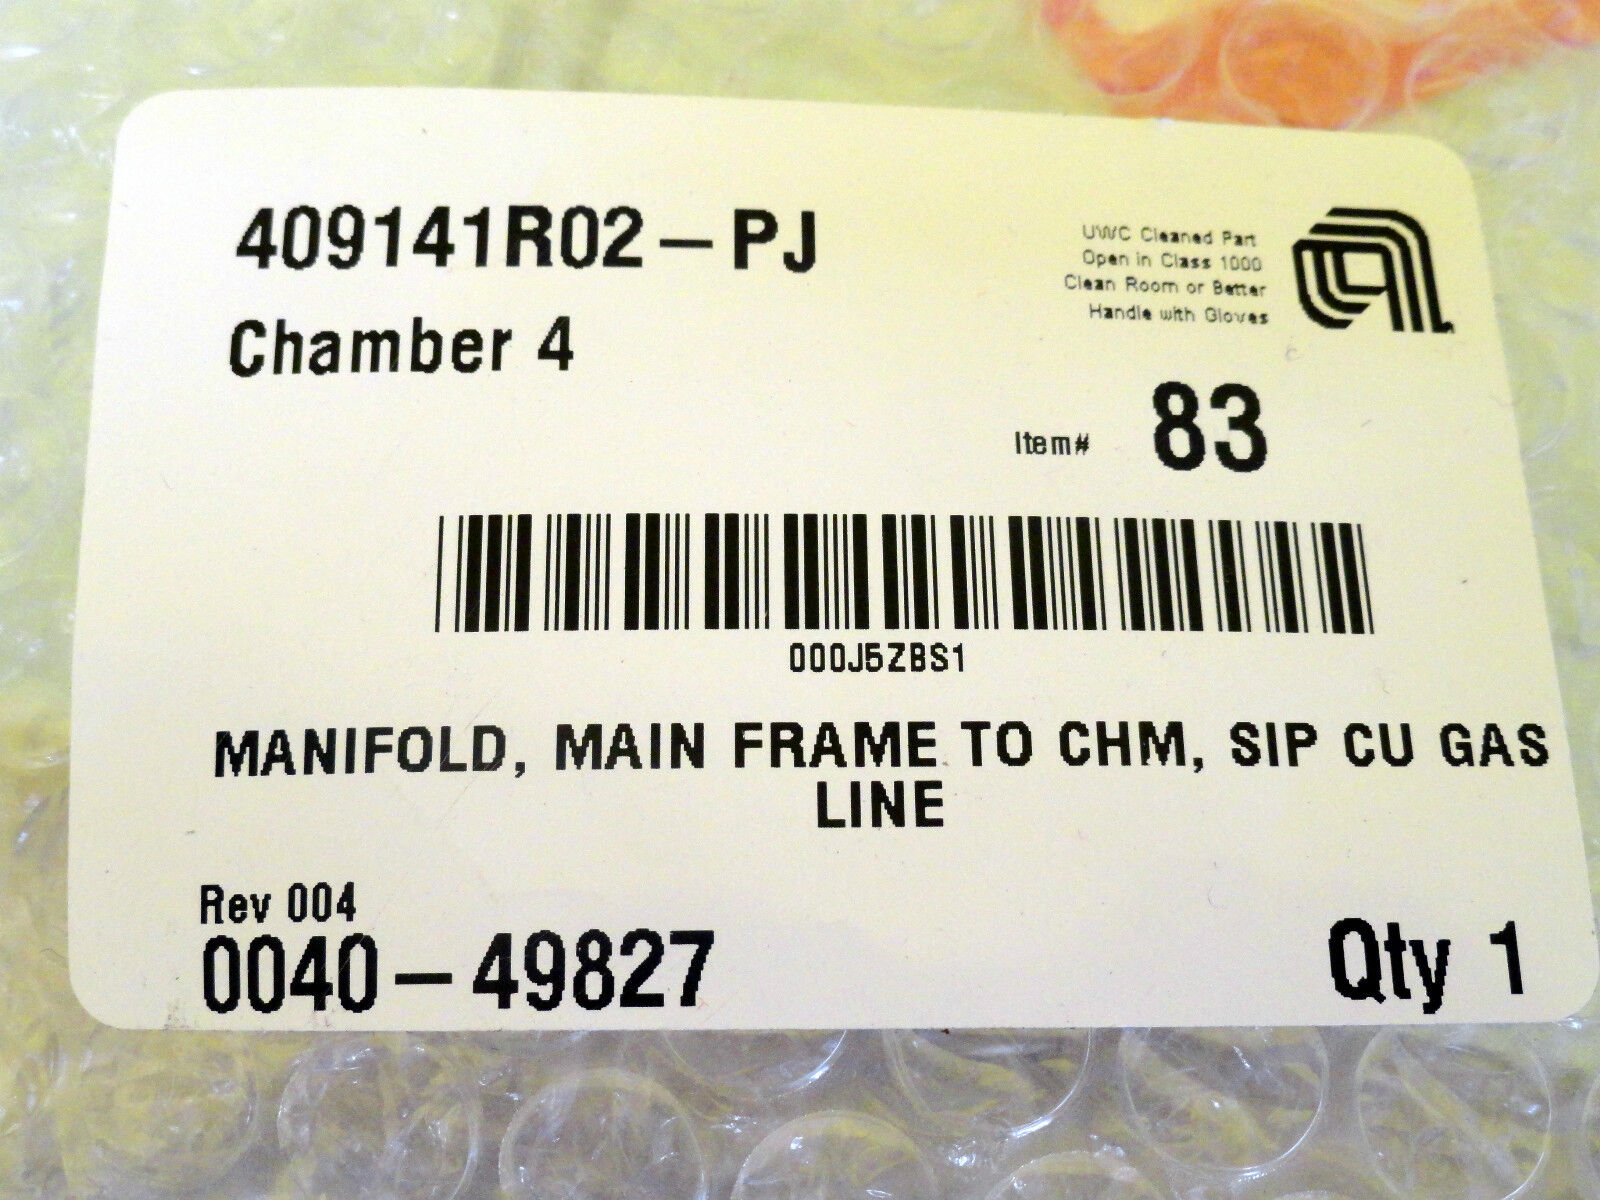 409141R02-PJ
Chamber 4
UWC Cleaned Part
Open in Class 1000
Clean Room or Better
Handle with Gloves
Item# 83
000J5ZBS1
MANIFOLD, MAIN FRAME TO CHM, SIP CU GAS
LINE
Rev 004
0040-49827
Qty 1